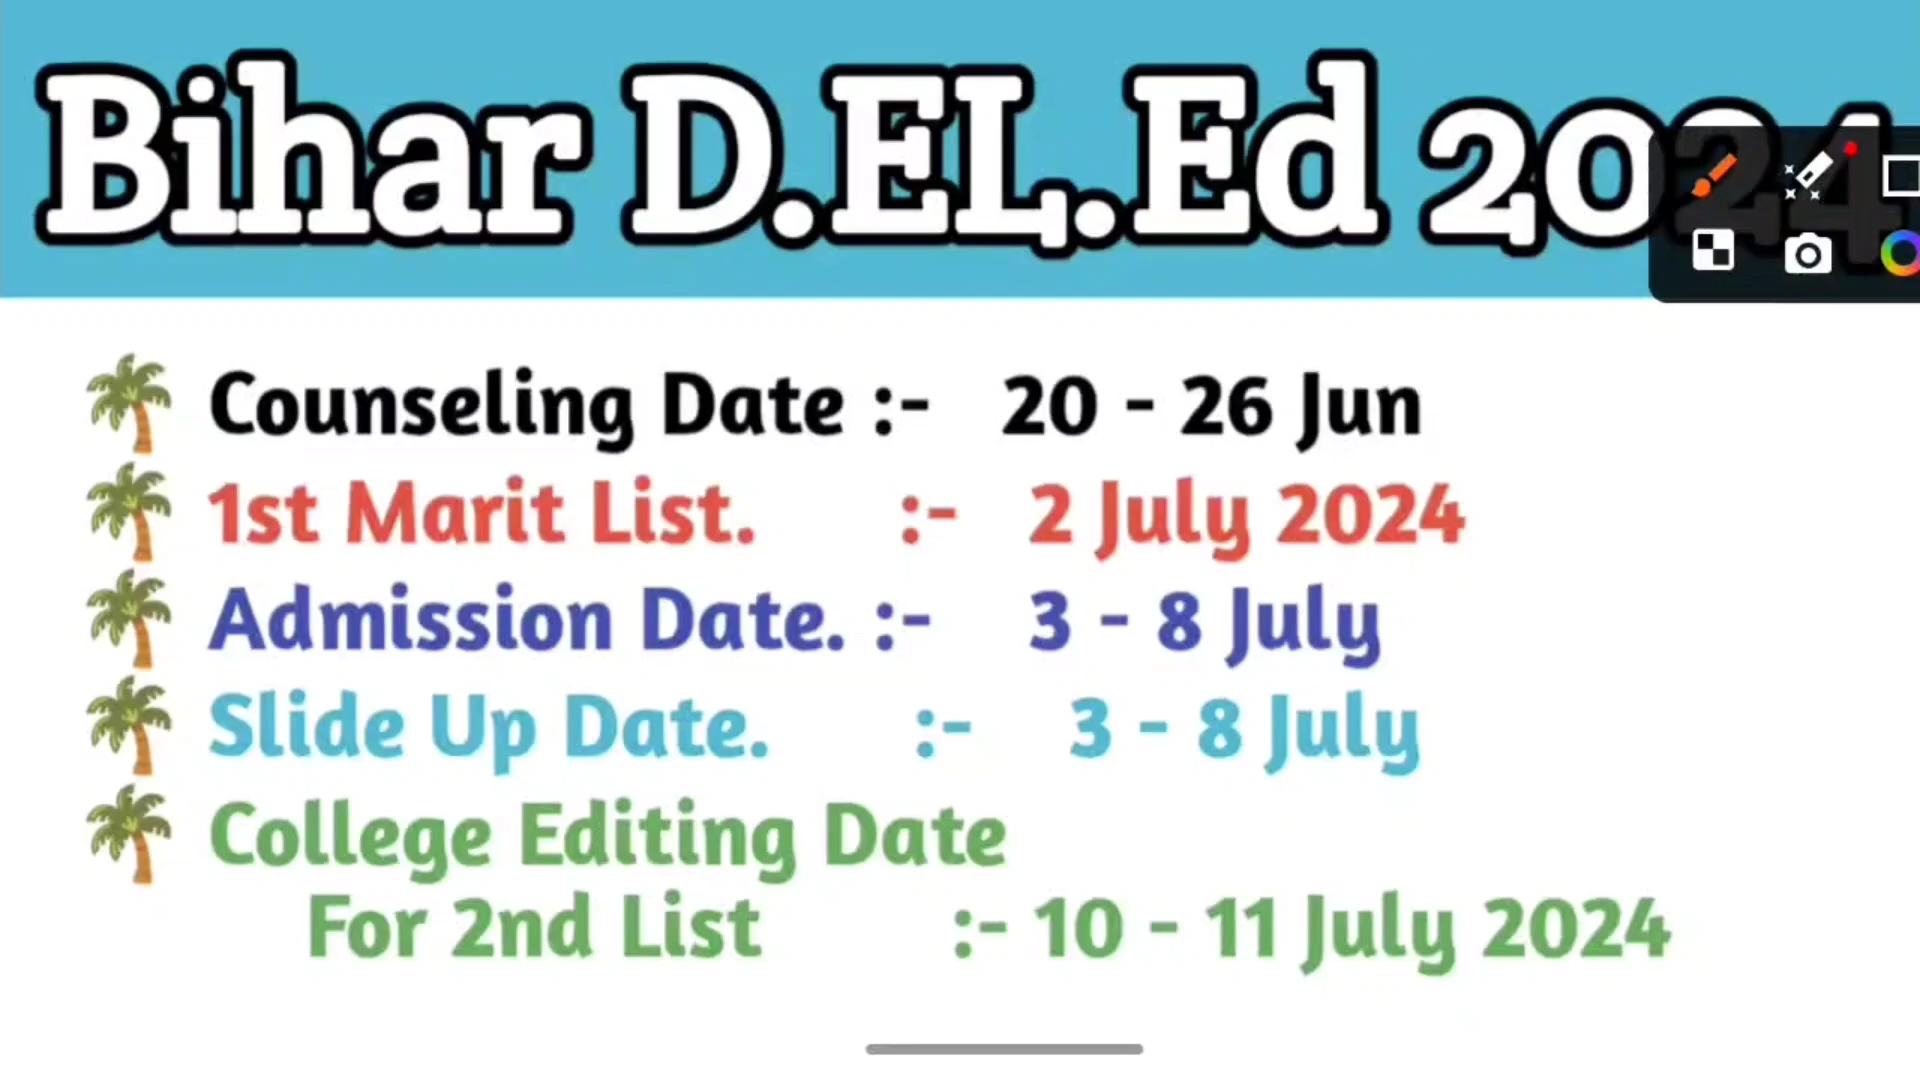 Bihar D.EL.Ed 2024
Counseling Date :- 20 - 26 Jun
1st Marit List. :- 2 July 2024
Admission Date. :- 3 - 8 July
Slide Up Date. :- 3 - 8 July
College Editing Date
For 2nd List :- 10 - 11 July 2024